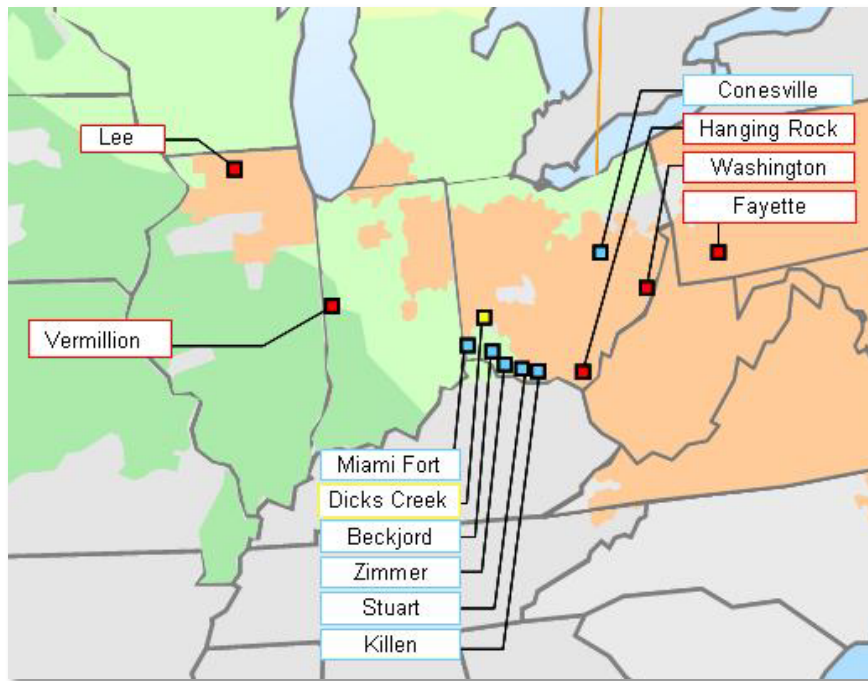 Conesville
Hanging Rock
Lee
Washington
Fayette
Vermillion
Miami Fort
Dicks Creek
Beckjord
Zimmer
Stuart
Killen